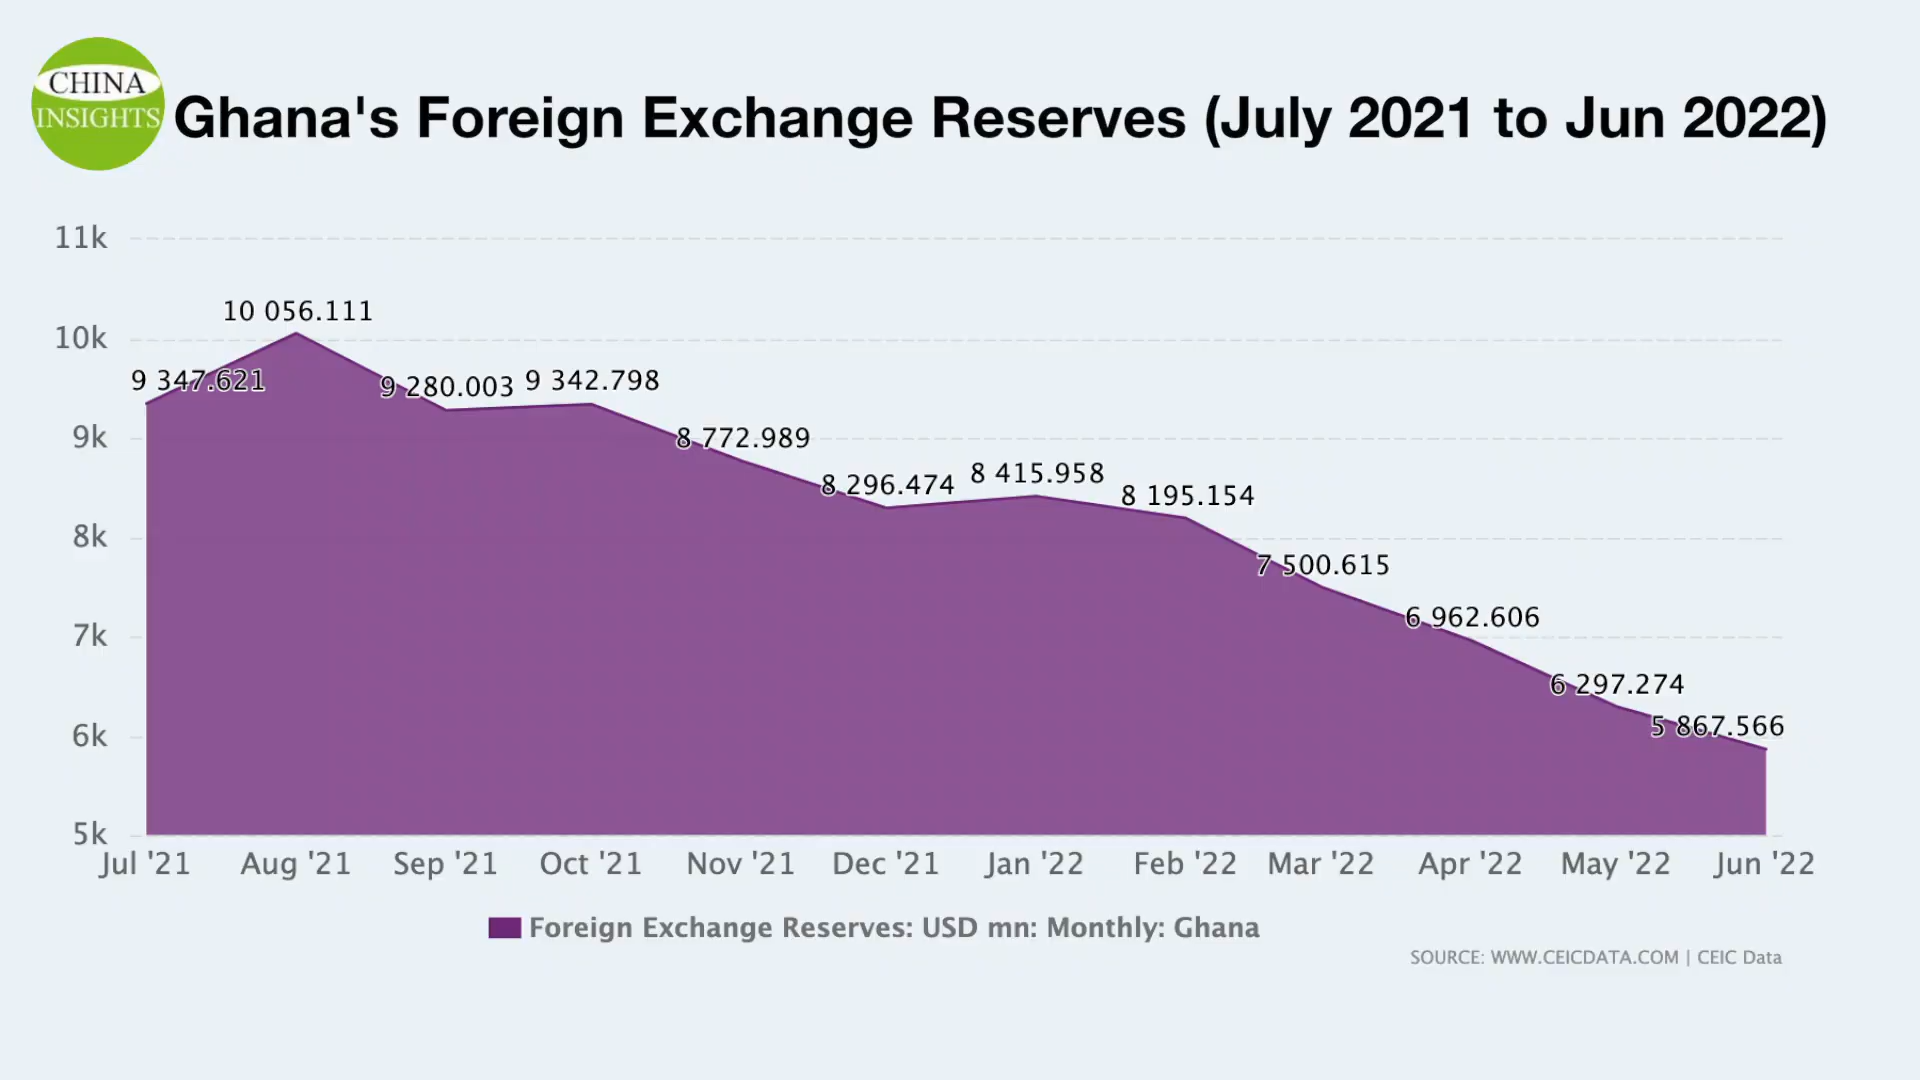 CHINA
INSIGHTS
Ghana's Foreign Exchange Reserves (July 2021 to Jun 2022)
11k
10k
9k
8k
7k
6k
5k
9 347.621
10 056.111
9 280.003
9 342.798
8 772.989
8 296.474
8 415.958
8 195.154
7 500.615
6 962.606
6 297.274
5 867.566
Jul '21 Aug '21 Sep '21 Oct '21 Nov '21 Dec '21 Jan '22 Feb '22 Mar '22 Apr '22 May '22 Jun '22
Foreign Exchange Reserves: USD mn: Monthly: Ghana
SOURCE: WWW.CEICDATA.COM | CEIC Data